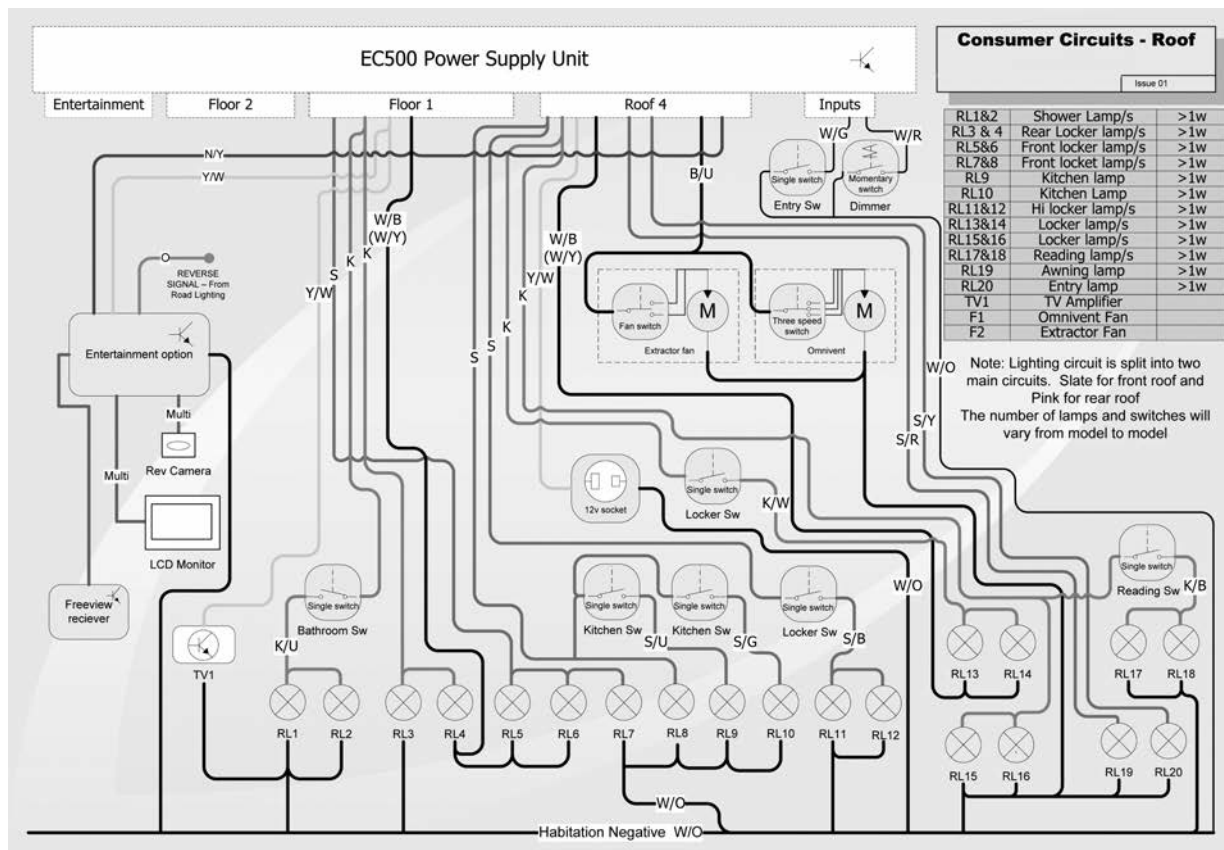 EC500 Power Supply Unit
Consumer Circuits - Roof
Issue 01
Entertainment
Floor 2
Floor 1
Roof 4
Inputs
RL1&2 Shower Lamp/s >1w
RL3 & 4 Rear Locker lamp/s >1w
RL5&6 Front locker lamp/s >1w
RL7&8 Front locket lamp/s >1w
RL9 Kitchen lamp >1w
RL10 Kitchen Lamp >1w
RL11&12 Hi locker lamp/s >1w
RL13&14 Locker lamp/s >1w
RL15&16 Locker lamp/s >1w
RL17&18 Reading lamp/s >1w
RL19 Awning lamp >1w
RL20 Entry lamp >1w
TV1 TV Amplifier
F1 Omnivent Fan
F2 Extractor Fan
Note: Lighting circuit is split into two
main circuits. Slate for front roof and
Pink for rear roof
The number of lamps and switches will
vary from model to model
W/G
W/R
N/Y
Y/W
B/U
Single switch
Entry Sw
Momentary
switch
Dimmer
W/B
(W/Y)
W/B
(W/Y)
O
REVERSE
SIGNAL – From
Road Lighting
S
Y/W
K
K
Y/W
K
K
S
S
Fan switch
M
Extractor fan
Three speed
switch
M
Omnivent
Entertainment option
W/O
Multi
Rev Camera
Multi
LCD Monitor
S/Y
S/R
Single switch
Locker Sw
K/W
12v socket
W/O
Single switch
Reading Sw
K/B
Freeview
reciever
TV1
Single switch
Bathroom Sw
K/U
Single switch
Kitchen Sw
S/U
Single switch
Kitchen Sw
S/G
Single switch
Locker Sw
S/B
RL13
RL14
RL17
RL18
RL1
RL2
RL3
RL4
RL5
RL6
RL7
RL8
RL9
RL10
RL11
RL12
RL15
RL16
RL19
RL20
W/O
Habitation Negative W/O